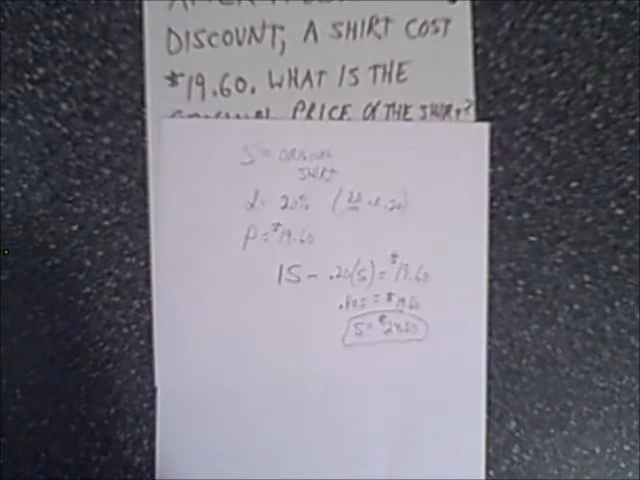 DISCOUNT, A SHIRT COST
$19.60. WHAT IS THE
PRICE OF THE SHIRT?
S = ORIGINAL
SHIRT
d = 20%
P = $19.60
1S - .20(S) = $19.60
.80S = $19.60
S = $24.50